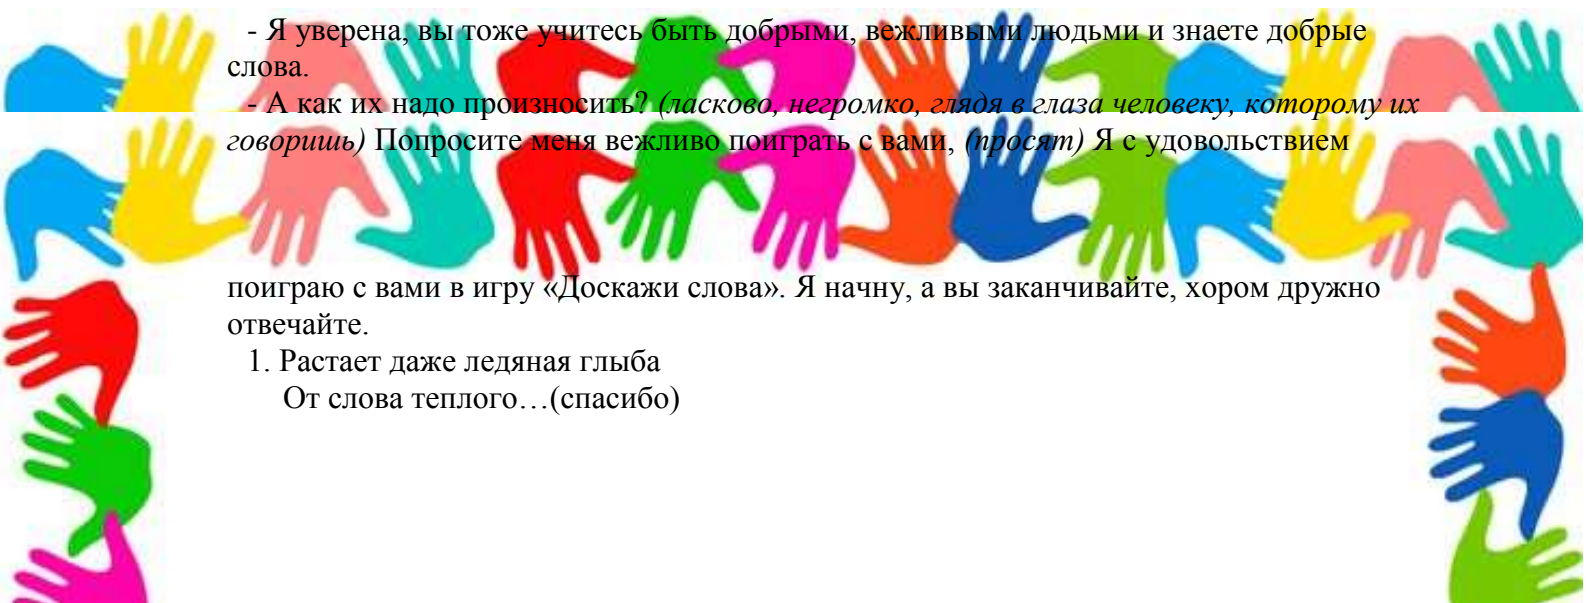 - Я уверена, вы тоже учитесь быть добрыми, вежливыми людьми и знаете добрые
слова.
- А как их надо произносить? (ласково, негромко, глядя в глаза человеку, которому их
говоришь) Попросите меня вежливо поиграть с вами, (просят) Я с удовольствием
поиграю с вами в игру «Доскажи слова». Я начну, а вы заканчивайте, хором дружно
отвечайте.
1. Растает даже ледяная глыба
От слова теплого…(спасибо)